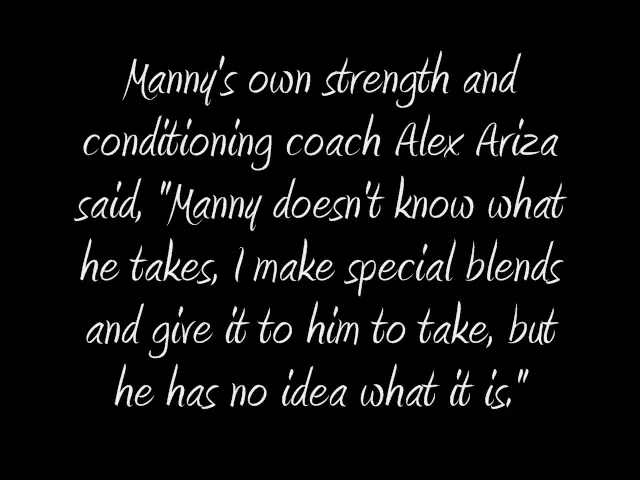 Manny's own strength and
conditioning coach Alex Ariza
said, "Manny doesn't know what
he takes, I make special blends
and give it to him to take, but
he has no idea what it is."